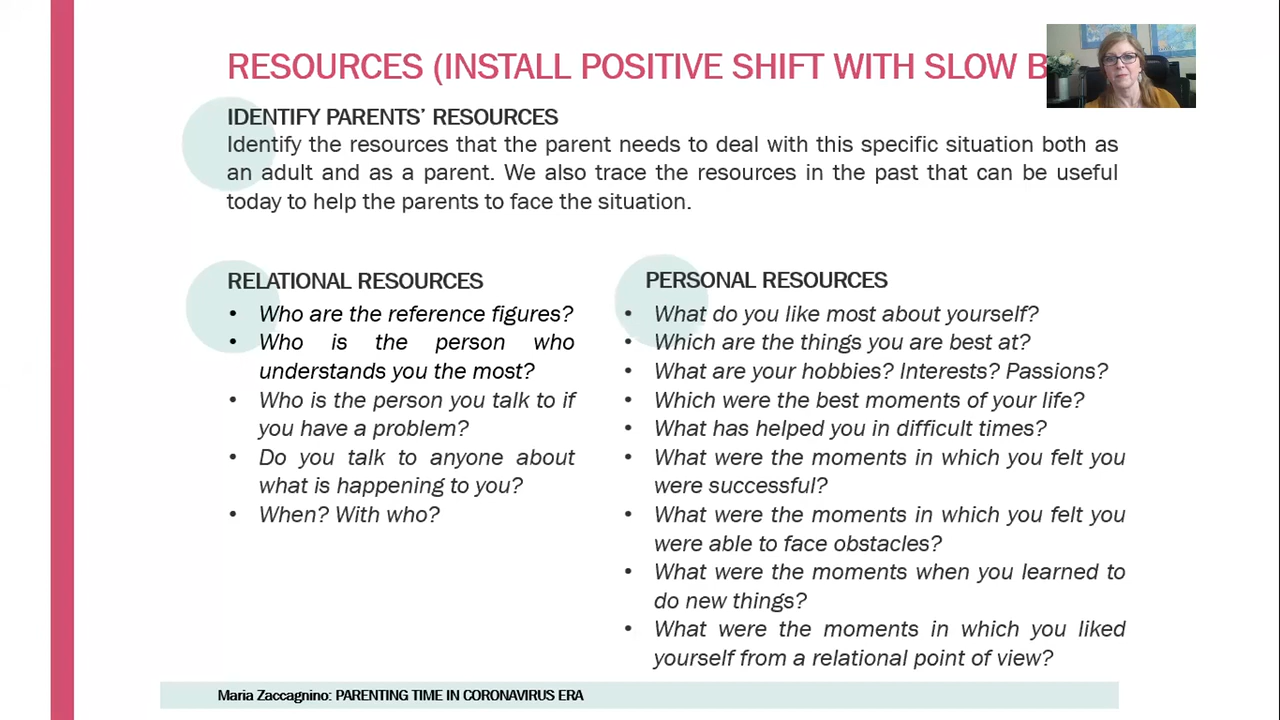 RESOURCES (INSTALL POSITIVE SHIFT WITH SLOW B
IDENTIFY PARENTS’ RESOURCES
Identify the resources that the parent needs to deal with this specific situation both as
an adult and as a parent. We also trace the resources in the past that can be useful
today to help the parents to face the situation.
RELATIONAL RESOURCES
• Who are the reference figures?
• Who is the person who
understands you the most?
• Who is the person you talk to if
you have a problem?
• Do you talk to anyone about
what is happening to you?
• When? With who?
PERSONAL RESOURCES
• What do you like most about yourself?
• Which are the things you are best at?
• What are your hobbies? Interests? Passions?
• Which were the best moments of your life?
• What has helped you in difficult times?
• What were the moments in which you felt you
were successful?
• What were the moments in which you felt you
were able to face obstacles?
• What were the moments when you learned to
do new things?
• What were the moments in which you liked
yourself from a relational point of view?
Maria Zaccagnino: PARENTING TIME IN CORONAVIRUS ERA